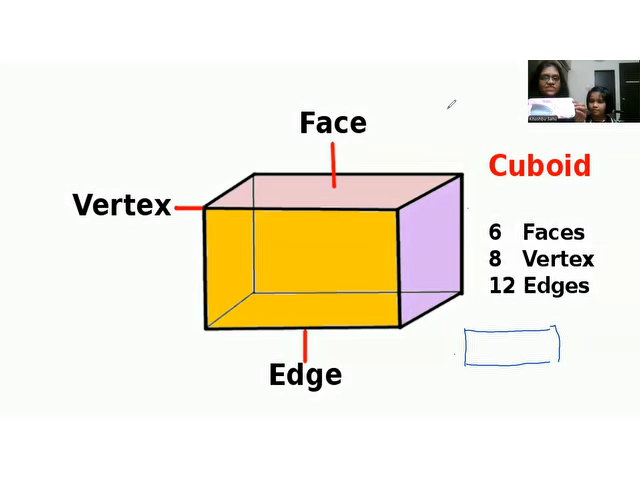 Face
Vertex
Cuboid
6 Faces
8 Vertex
12 Edges
Edge